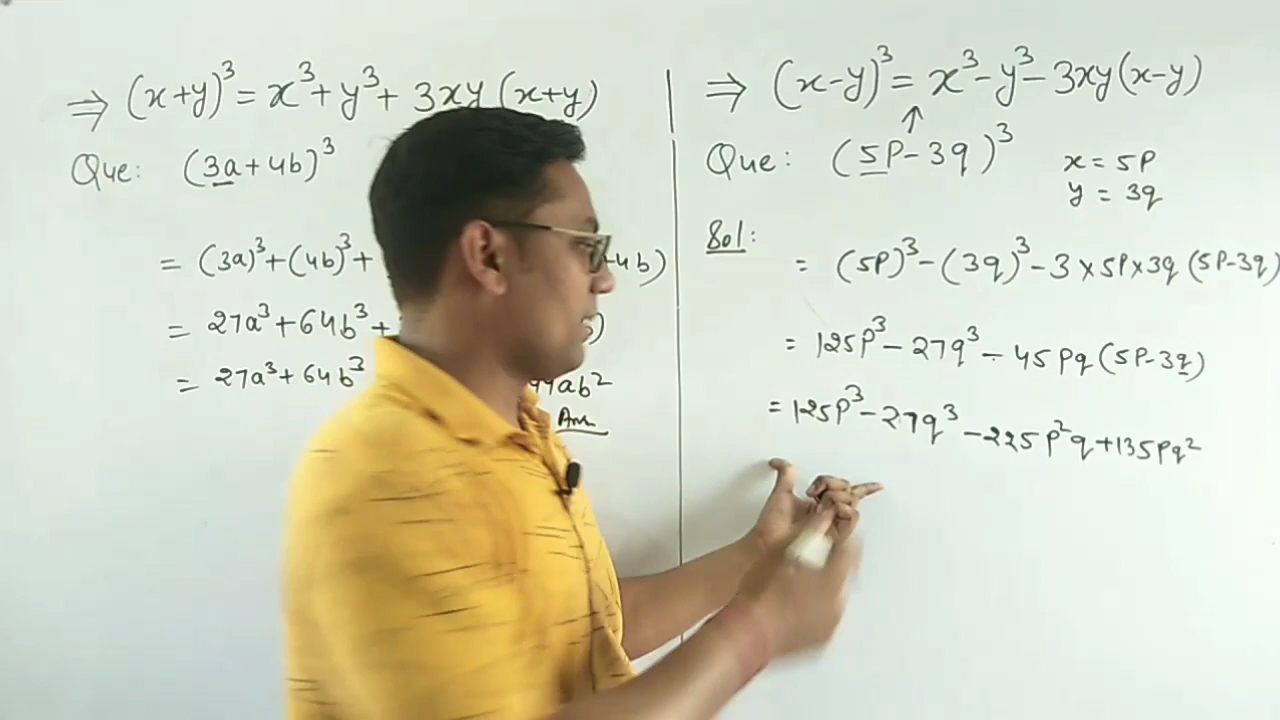 ⇒ (x+y)³ = x³+y³+ 3xy (x+y)
Que: (3a+4b)³
= (3a)³+(4b)³+ +4b)
= 27a³+64b³+ )
= 27a³+64b³ ab²
Ans
⇒ (x-y)³ = x³-y³-3xy(x-y)
↑
Que: (5P-3q)³
x = 5P
y = 3q
Sol:
= (5P)³-(3q)³-3×5P×3q (5P-3q)
= 125P³-27q³-45Pq(5P-3q)
= 125P³-27q³-225P²q+135Pq²